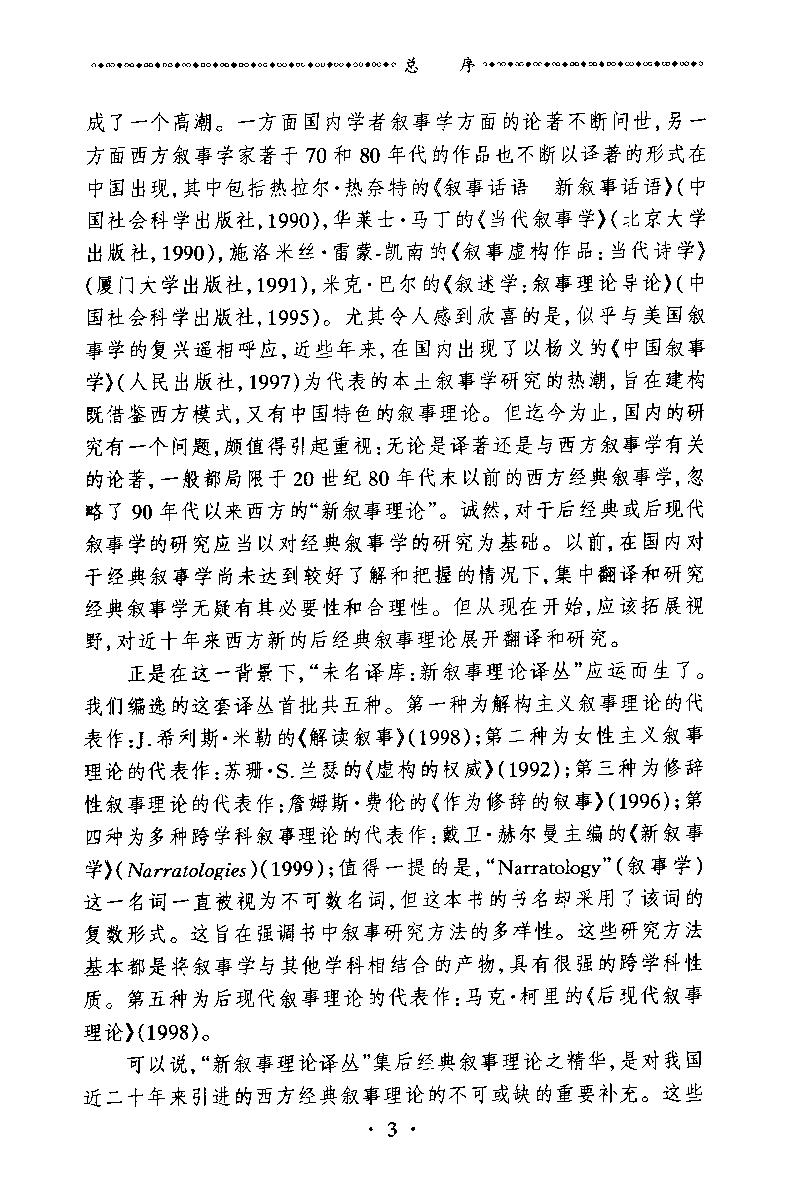 总 序
成了一个高潮。一方面国内学者叙事学方面的论著不断问世,另一
方面西方叙事学家著于 70 和 80 年代的作品也不断以译著的形式在
中国出现,其中包括热拉尔·热奈特的《叙事话语 新叙事话语》(中
国社会科学出版社,1990),华莱士·马丁的《当代叙事学》(北京大学
出版社,1990),施洛米丝·雷蒙-凯南的《叙事虚构作品:当代诗学》
(厦门大学出版社,1991),米克·巴尔的《叙述学:叙事理论导论》(中
国社会科学出版社,1995)。尤其令人感到欣喜的是,似乎与美国叙
事学的复兴遥相呼应,近些年来,在国内出现了以杨义的《中国叙事
学》(人民出版社,1997)为代表的本土叙事学研究的热潮,旨在建构
既借鉴西方模式,又有中国特色的叙事理论。但迄今为止,国内的研
究有一个问题,颇值得引起重视:无论是译著还是与西方叙事学有关
的论著,一般都局限于 20 世纪 80 年代末以前的西方经典叙事学,忽
略了 90 年代以来西方的“新叙事理论”。诚然,对于后经典或后现代
叙事学的研究应当以对经典叙事学的研究为基础。以前,在国内对
于经典叙事学尚未达到较好了解和把握的情况下,集中翻译和研究
经典叙事学无疑有其必要性和合理性。但从现在开始,应该拓展视
野,对近十年来西方新的后经典叙事理论展开翻译和研究。
正是在这一背景下,“未名译库:新叙事理论译丛”应运而生了。
我们编选的这套译丛首批共五种。第一种为解构主义叙事理论的代
表作:J.希利斯·米勒的《解读叙事》(1998);第二种为女性主义叙事
理论的代表作:苏珊·S.兰瑟的《虚构的权威》(1992);第三种为修辞
性叙事理论的代表作:詹姆斯·费伦的《作为修辞的叙事》(1996);第
四种为多种跨学科叙事理论的代表作:戴卫·赫尔曼主编的《新叙事
学》(Narratologies)(1999);值得一提的是,“Narratology”(叙事学)
这一名词一直被视为不可数名词,但这本书的书名却采用了该词的
复数形式。这旨在强调书中叙事研究方法的多样性。这些研究方法
基本都是将叙事学与其他学科相结合的产物,具有很强的跨学科性
质。第五种为后现代叙事理论的代表作:马克·柯里的《后现代叙事
理论》(1998)。
可以说,“新叙事理论译丛”集后经典叙事理论之精华,是对我国
近二十年来引进的西方经典叙事理论的不可或缺的重要补充。这些
· 3 ·